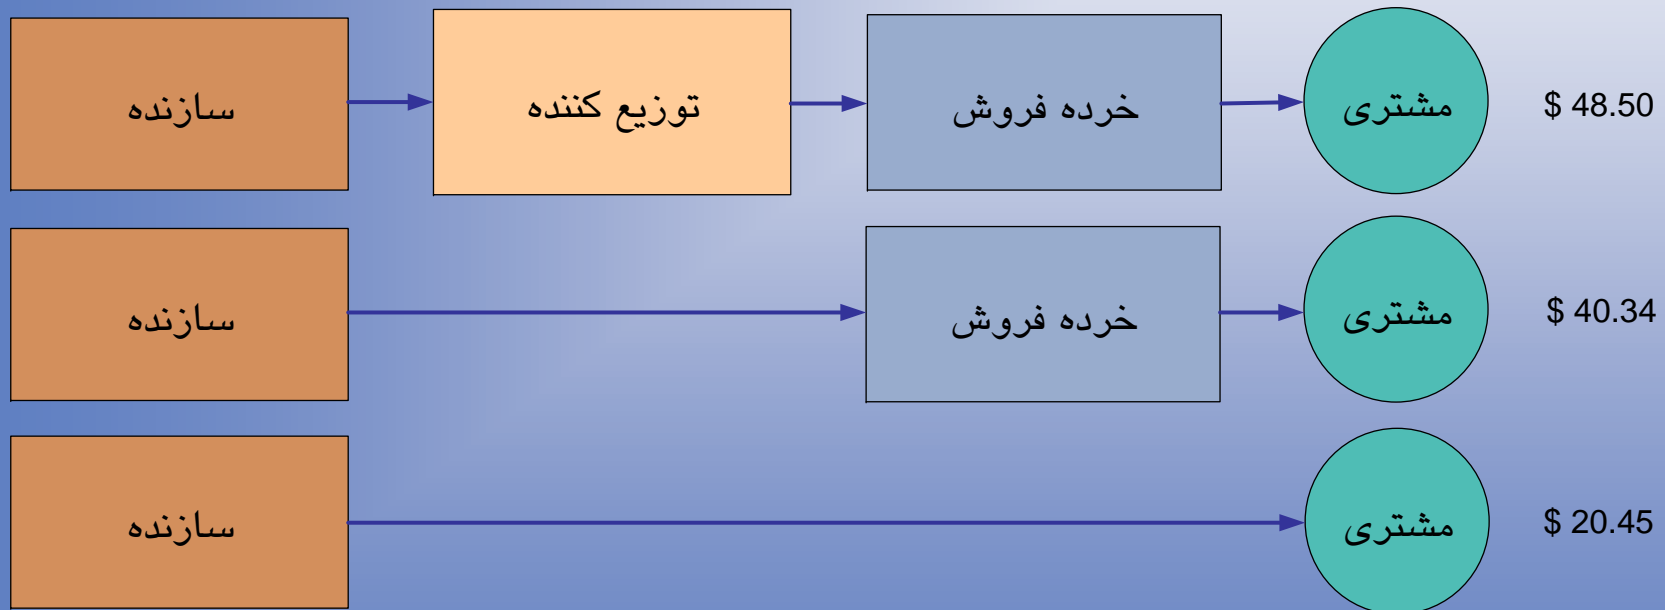 سازنده
توزیع کننده
خرده فروش
مشتری
$ 48.50
سازنده
خرده فروش
مشتری
$ 40.34
سازنده
مشتری
$ 20.45